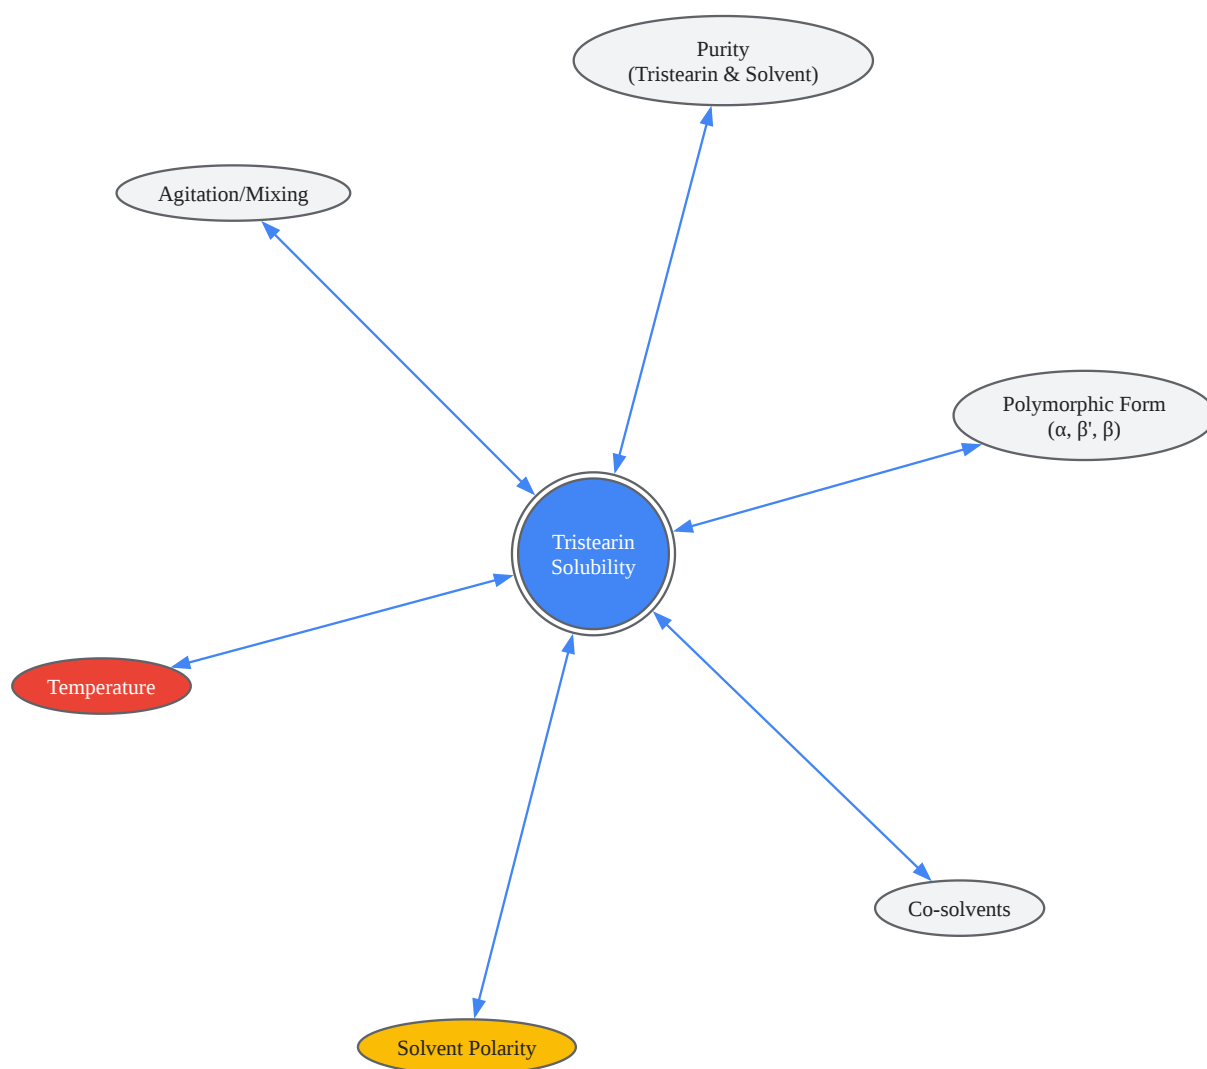 Purity
(Tristearin & Solvent)
Agitation/Mixing
Polymorphic Form
(α, β', β)
Tristearin
Solubility
Temperature
Co-solvents
Solvent Polarity